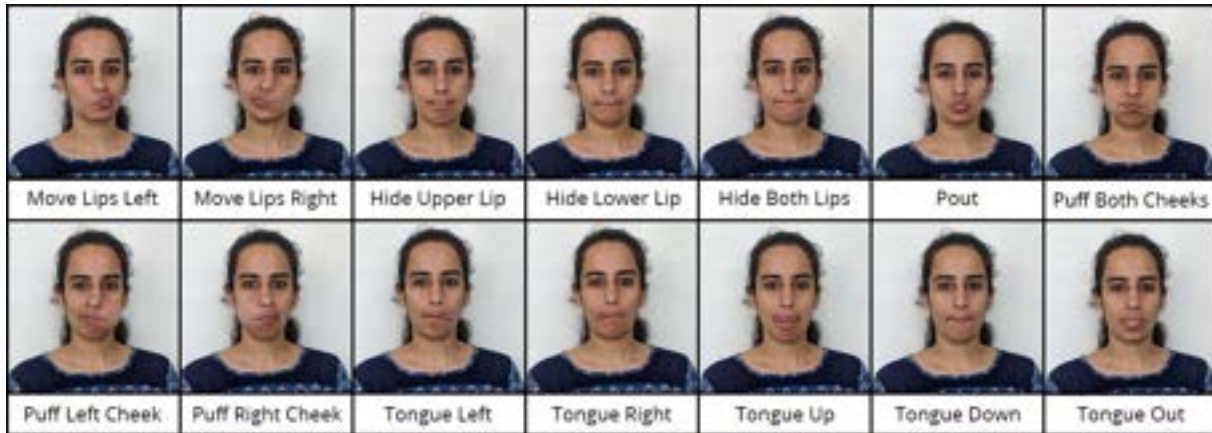 Move Lips Left
Move Lips Right
Hide Upper Lip
Hide Lower Lip
Hide Both Lips
Pout
Puff Both Cheeks
Puff Left Cheek
Puff Right Cheek
Tongue Left
Tongue Right
Tongue Up
Tongue Down
Tongue Out